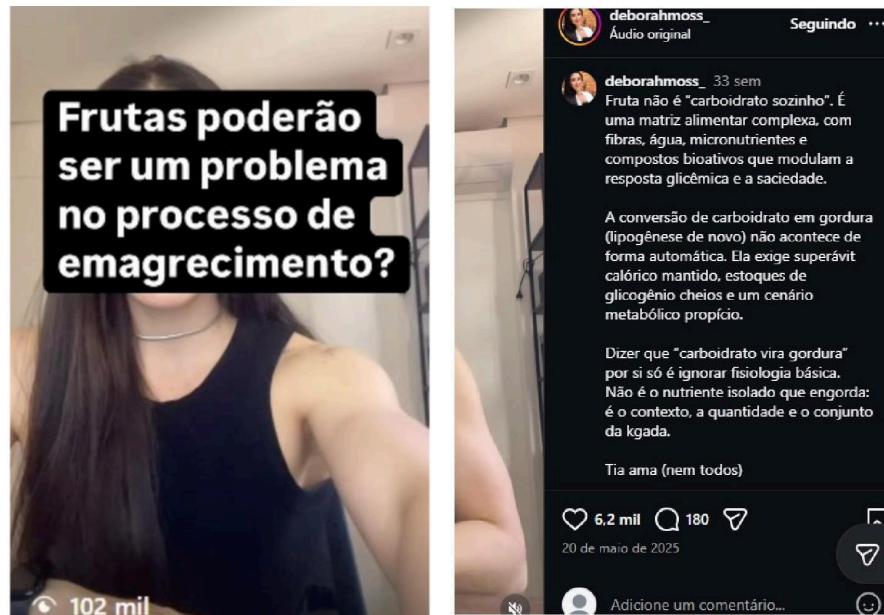 Frutas poderão
ser um problema
no processo de
emagrecimento?
102 mil
deborahmoss_
Áudio original
Seguindo ...
deborahmoss_ 33 sem
Fruta não é "carboidrato sozinho". É
uma matriz alimentar complexa, com
fibras, água, micronutrientes e
compostos bioativos que modulam a
resposta glicêmica e a saciedade.
A conversão de carboidrato em gordura
(lipogênese de novo) não acontece de
forma automática. Ela exige superávit
calórico mantido, estoques de
glicogênio cheios e um cenário
metabólico propício.
Dizer que "carboidrato vira gordura"
por si só é ignorar fisiologia básica.
Não é o nutriente isolado que engorda:
é o contexto, a quantidade e o conjunto
da kgada.
Tia ama (nem todos)
6,2 mil 180
20 de maio de 2025
Adicione um comentário...